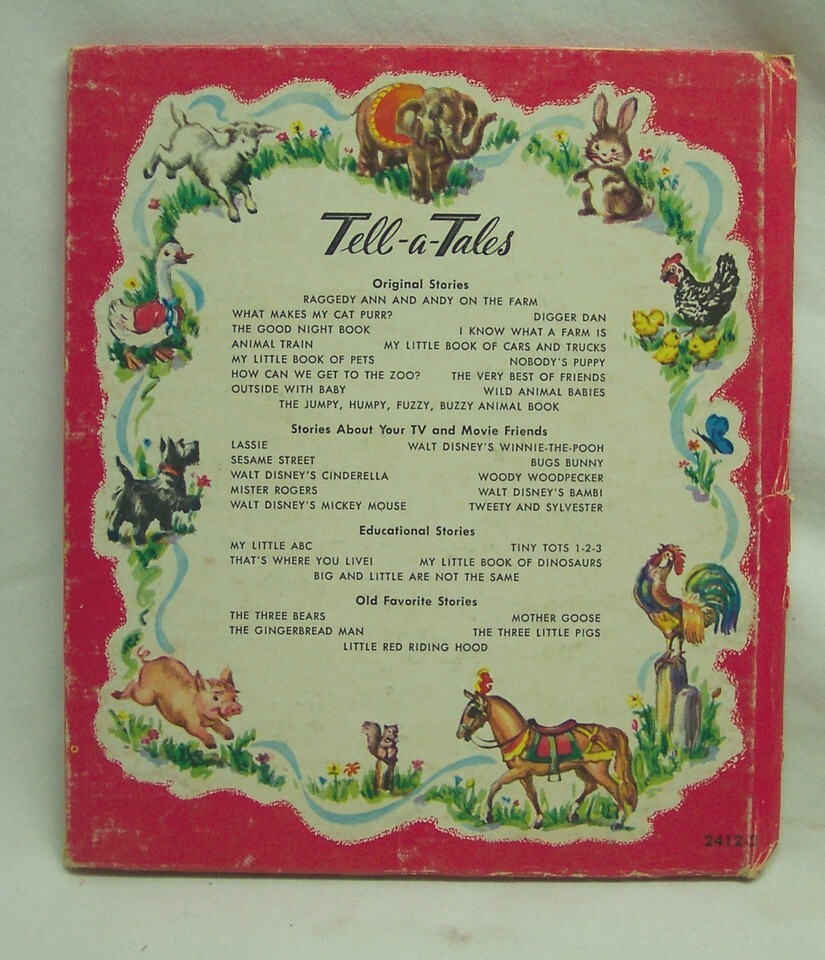 Tell-a-Tales
Original Stories
RAGGEDY ANN AND ANDY ON THE FARM
WHAT MAKES MY CAT PURR? DIGGER DAN
THE GOOD NIGHT BOOK I KNOW WHAT A FARM IS
ANIMAL TRAIN MY LITTLE BOOK OF CARS AND TRUCKS
MY LITTLE BOOK OF PETS NOBODY'S PUPPY
HOW CAN WE GET TO THE ZOO? THE VERY BEST OF FRIENDS
OUTSIDE WITH BABY WILD ANIMAL BABIES
THE JUMPY, HUMPY, FUZZY, BUZZY ANIMAL BOOK
Stories About Your TV and Movie Friends
LASSIE WALT DISNEY'S WINNIE-THE-POOH
SESAME STREET BUGS BUNNY
WALT DISNEY'S CINDERELLA WOODY WOODPECKER
MISTER ROGERS WALT DISNEY'S BAMBI
WALT DISNEY'S MICKEY MOUSE TWEETY AND SYLVESTER
Educational Stories
MY LITTLE ABC TINY TOTS 1-2-3
THAT'S WHERE YOU LIVE! MY LITTLE BOOK OF DINOSAURS
BIG AND LITTLE ARE NOT THE SAME
Old Favorite Stories
THE THREE BEARS MOTHER GOOSE
THE GINGERBREAD MAN THE THREE LITTLE PIGS
LITTLE RED RIDING HOOD